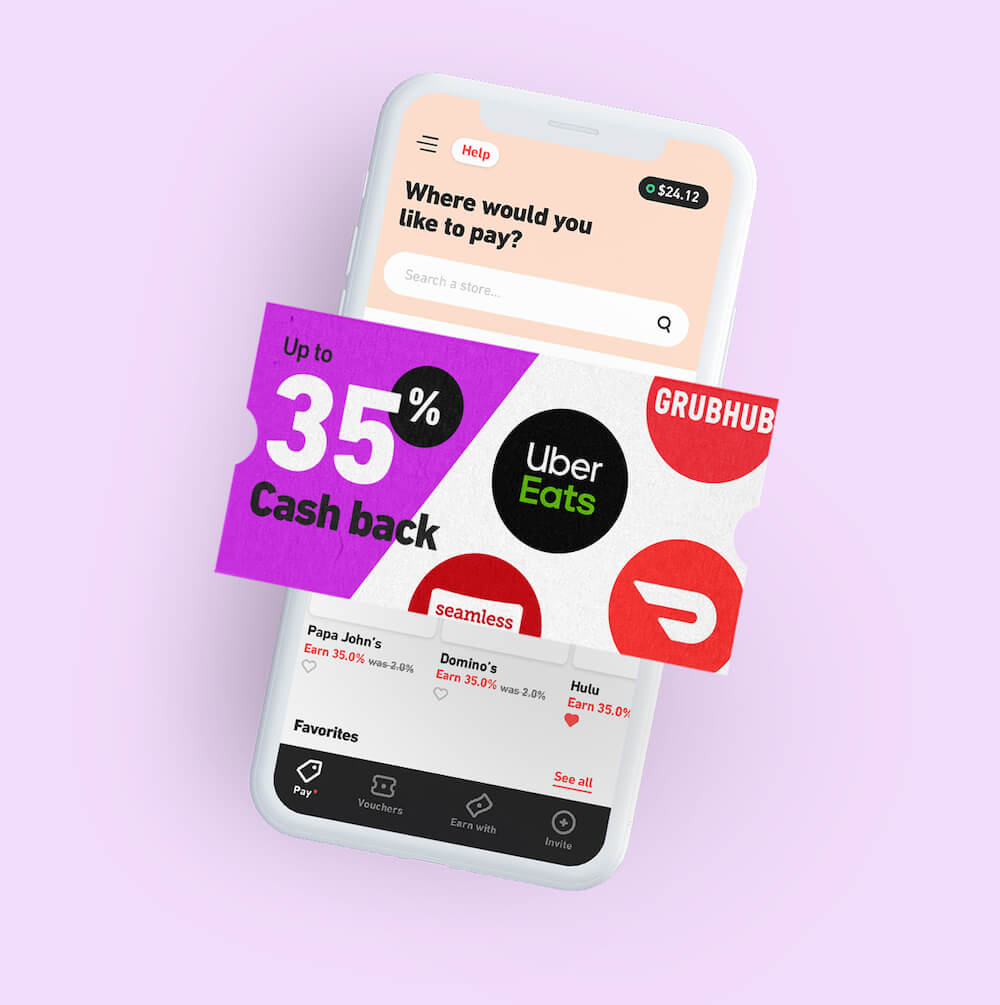 Help
$24.12
Where would you
like to pay?
Search a store...
Up to
35%
Cash back
GRUBHUB
Uber
Eats
seamless
Papa John's
Earn 35.0% was 2.0%
Domino's
Earn 35.0% was 2.0%
Hulu
Earn 35.0%
Favorites
See all
Pay
Vouchers
Earn with
Invite